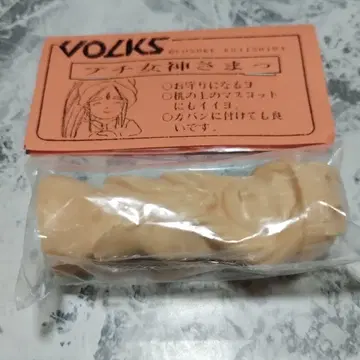 VOLKS
プチ女神さまっ
○お守りになるヨ
○机の上のマスコット
にもイイヨ。
○カバンに付けても良
いです。